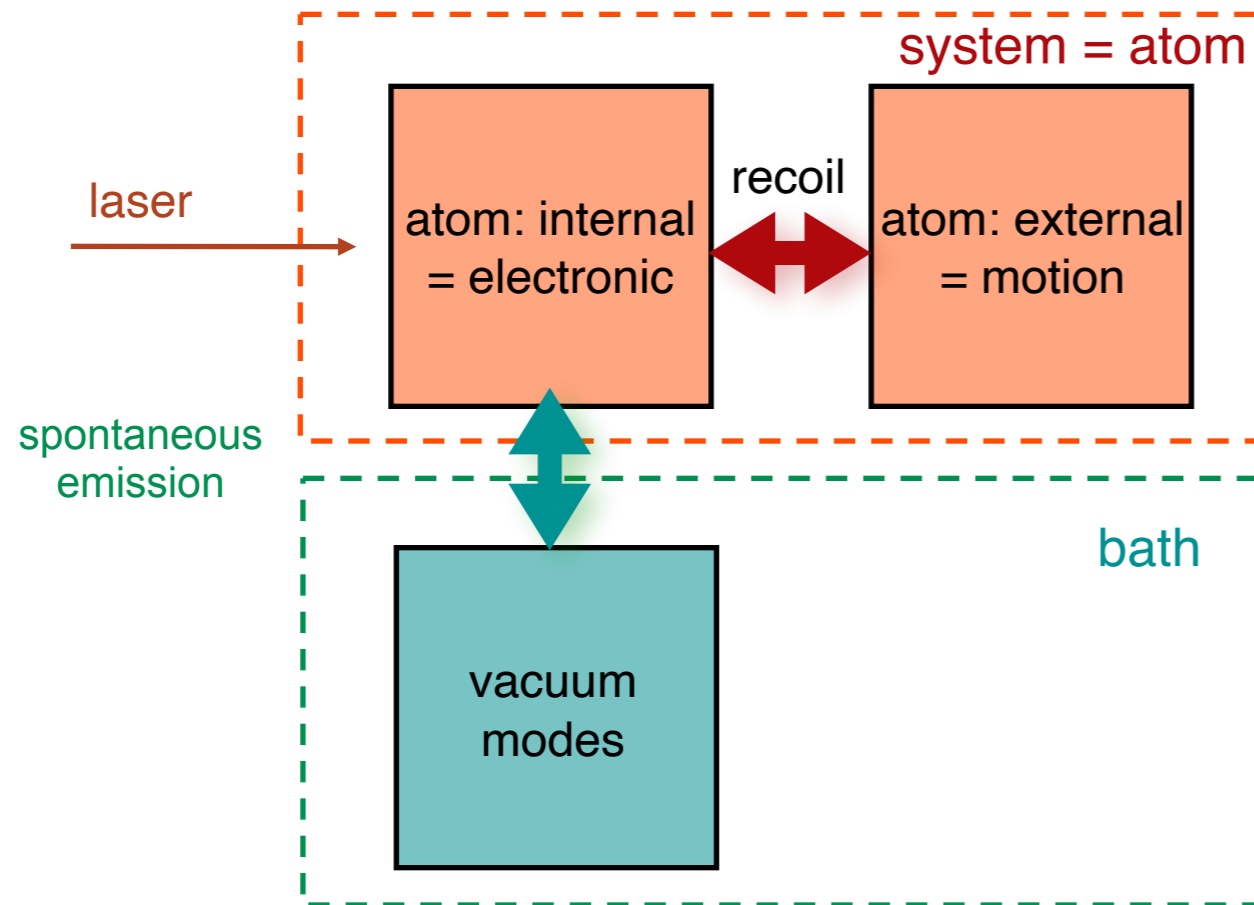 system = atom
laser
atom: internal
= electronic
recoil
atom: external
= motion
spontaneous
emission
bath
vacuum
modes